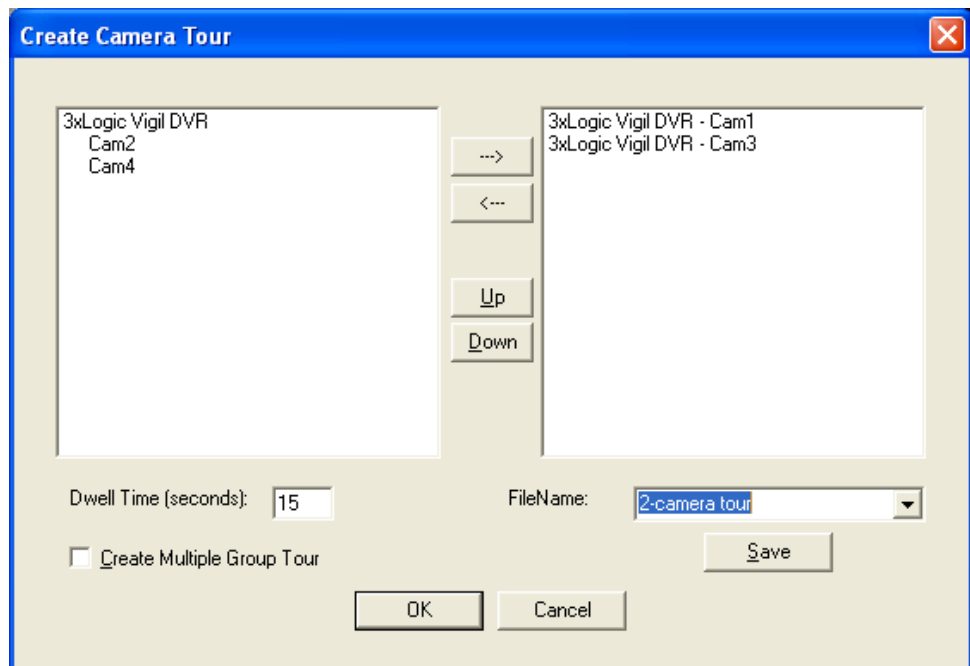 Create Camera Tour
3xLogic Vigil DVR
Cam2
Cam4
--->
<---
Up
Down
3xLogic Vigil DVR - Cam1
3xLogic Vigil DVR - Cam3
Dwell Time (seconds): 15
FileName: 2-camera tour
Create Multiple Group Tour
Save
OK
Cancel